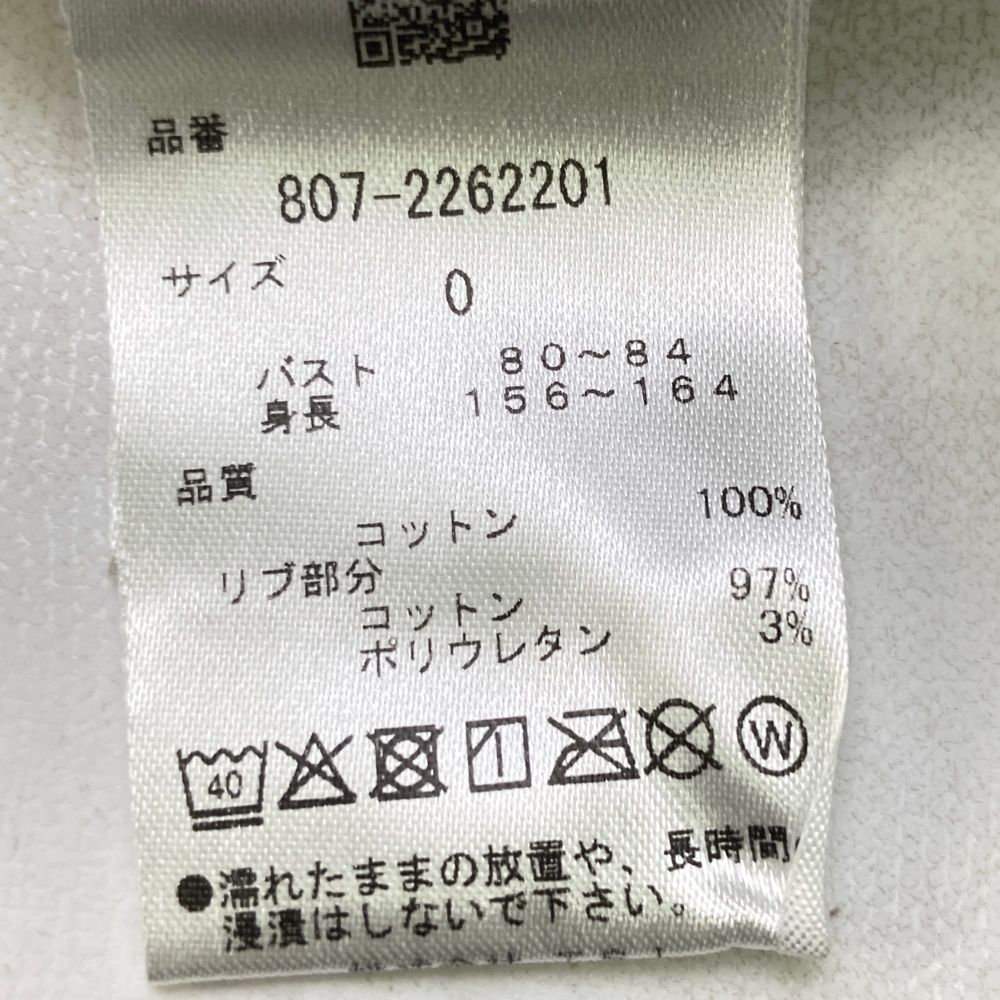 品番
807-2262201
サイズ 0
バスト 80～84
身長 156～164
品質
コットン 100%
リブ部分
コットン 97%
ポリウレタン 3%
40 W
●濡れたままの放置や、長時間
浸漬はしないで下さい。